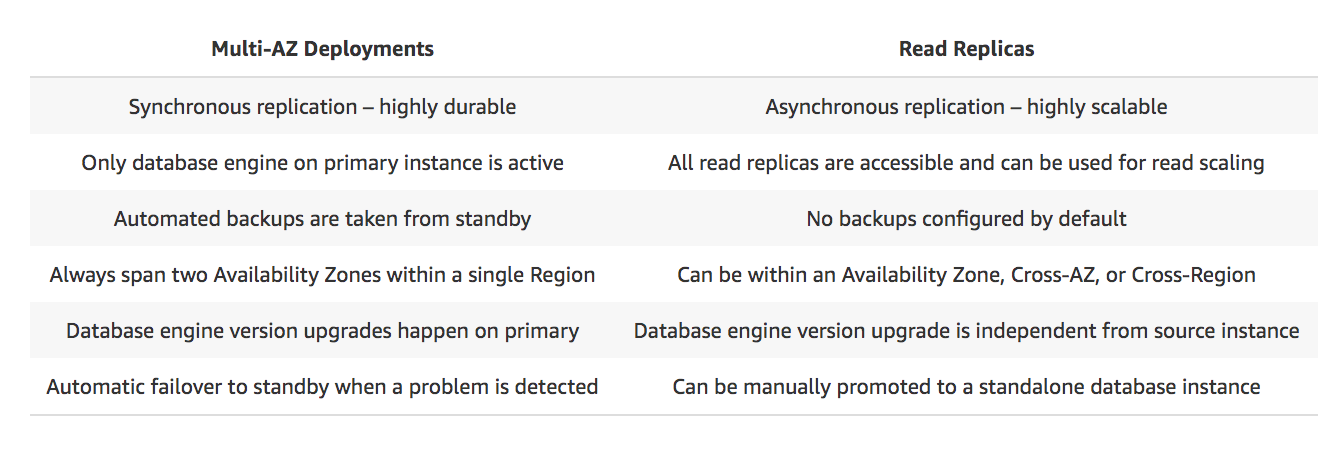 Multi-AZ Deployments Read Replicas
Synchronous replication – highly durable Asynchronous replication – highly scalable
Only database engine on primary instance is active All read replicas are accessible and can be used for read scaling
Automated backups are taken from standby No backups configured by default
Always span two Availability Zones within a single Region Can be within an Availability Zone, Cross-AZ, or Cross-Region
Database engine version upgrades happen on primary Database engine version upgrade is independent from source instance
Automatic failover to standby when a problem is detected Can be manually promoted to a standalone database instance